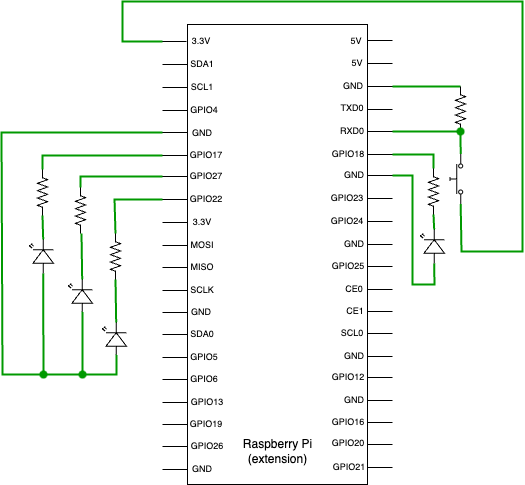 3.3V
5V
SDA1
5V
SCL1
GND
GPIO4
TXD0
GND
RXD0
GPIO17
GPIO18
GPIO27
GND
GPIO22
GPIO23
3.3V
GPIO24
MOSI
GND
MISO
GPIO25
SCLK
CE0
GND
CE1
SDA0
SCL0
GPIO5
GND
GPIO6
GPIO12
GPIO13
GND
GPIO19
GPIO16
GPIO26
GPIO20
GND
GPIO21
Raspberry Pi
(extension)